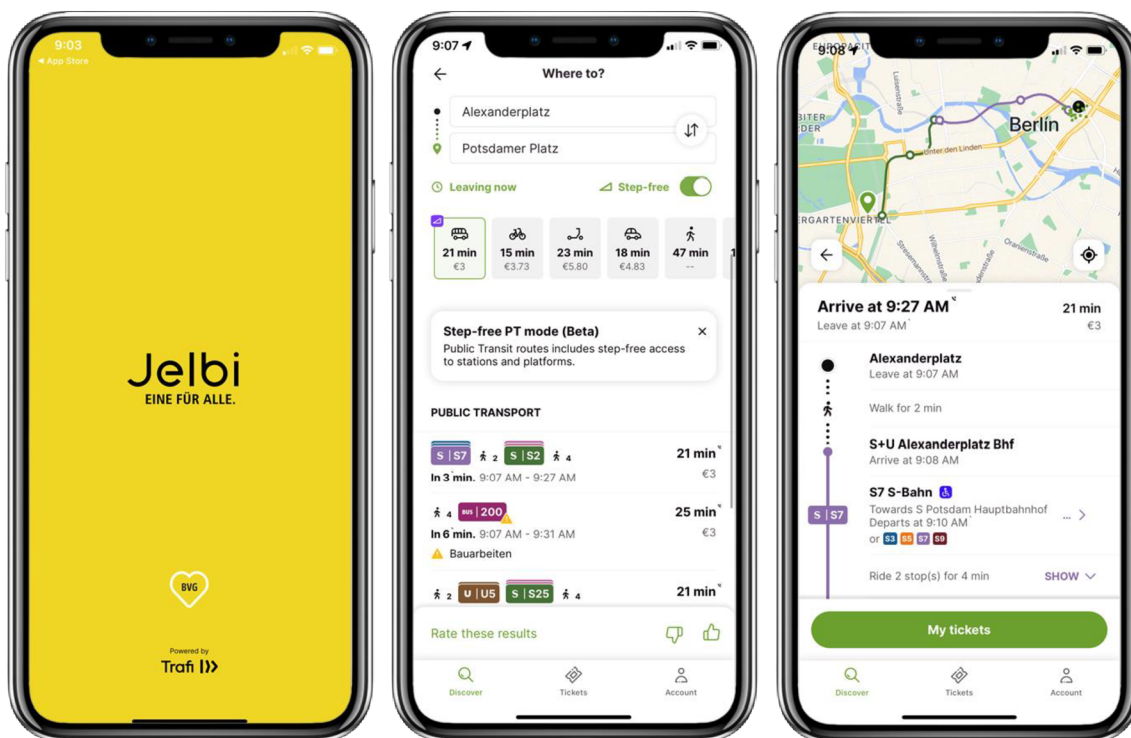 9:03
◀ App Store
Jelbi
EINE FÜR ALLE.
BVG
Powered by
Trafi
9:07
Where to?
Alexanderplatz
Potsdamer Platz
Leaving now
Step-free
21 min
€3
15 min
€3.73
23 min
€5.80
18 min
€4.83
47 min
--
1
Step-free PT mode (Beta)
Public Transit routes includes step-free access
to stations and platforms.
PUBLIC TRANSPORT
S | S7 2 S | S2 4 21 min
In 3 min. 9:07 AM - 9:27 AM €3
4 BUS | 200 25 min
In 6 min. 9:07 AM - 9:31 AM €3
Bauarbeiten
2 U | U5 S | S25 4 21 min
Rate these results
Discover Tickets Account
9:08
Luisenstraße
Berlin
Unter den Linden
Stresemannstraße
Wilhelmstraße
Oranienstraße
Arrive at 9:27 AM 21 min
Leave at 9:07 AM €3
Alexanderplatz
Leave at 9:07 AM
Walk for 2 min
S+U Alexanderplatz Bhf
Arrive at 9:08 AM
S7 S-Bahn
S | S7
Towards S Potsdam Hauptbahnhof ...
Departs at 9:10 AM
or S3 S5 S7 S9
Ride 2 stop(s) for 4 min SHOW
My tickets
Discover Tickets Account